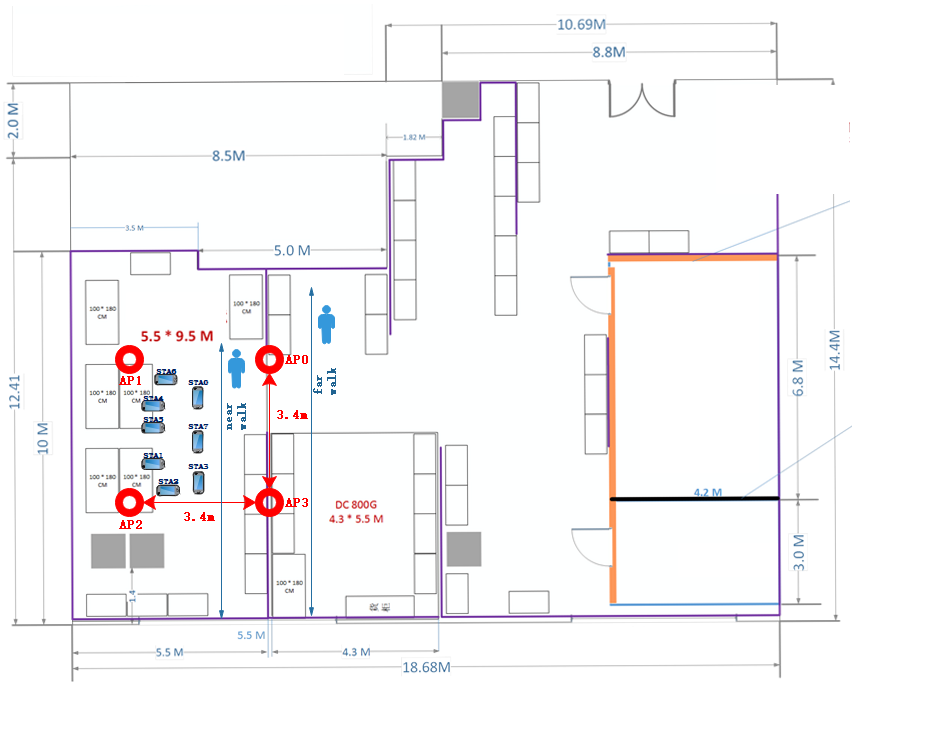 10.69M
8.8M
2.0 M
1.82 M
8.5M
3.5 M
5.0 M
100 * 180
CM
100 * 180
CM
5.5 * 9.5 M
AP1
AP0
STA6
STA0
near
walk
far
walk
12.41
10 M
14.4M
6.8 M
100 * 180
CM
100 * 180
CM
STA4
STA5
3.4m
STA7
STA1
STA3
100 * 180
CM
100 * 180
CM
STA2
AP2
3.4m
AP3
DC 800G
4.3 * 5.5 M
4.2 M
3.0 M
1.4
100 * 180
CM
5.5 M
5.5 M
4.3 M
18.68M